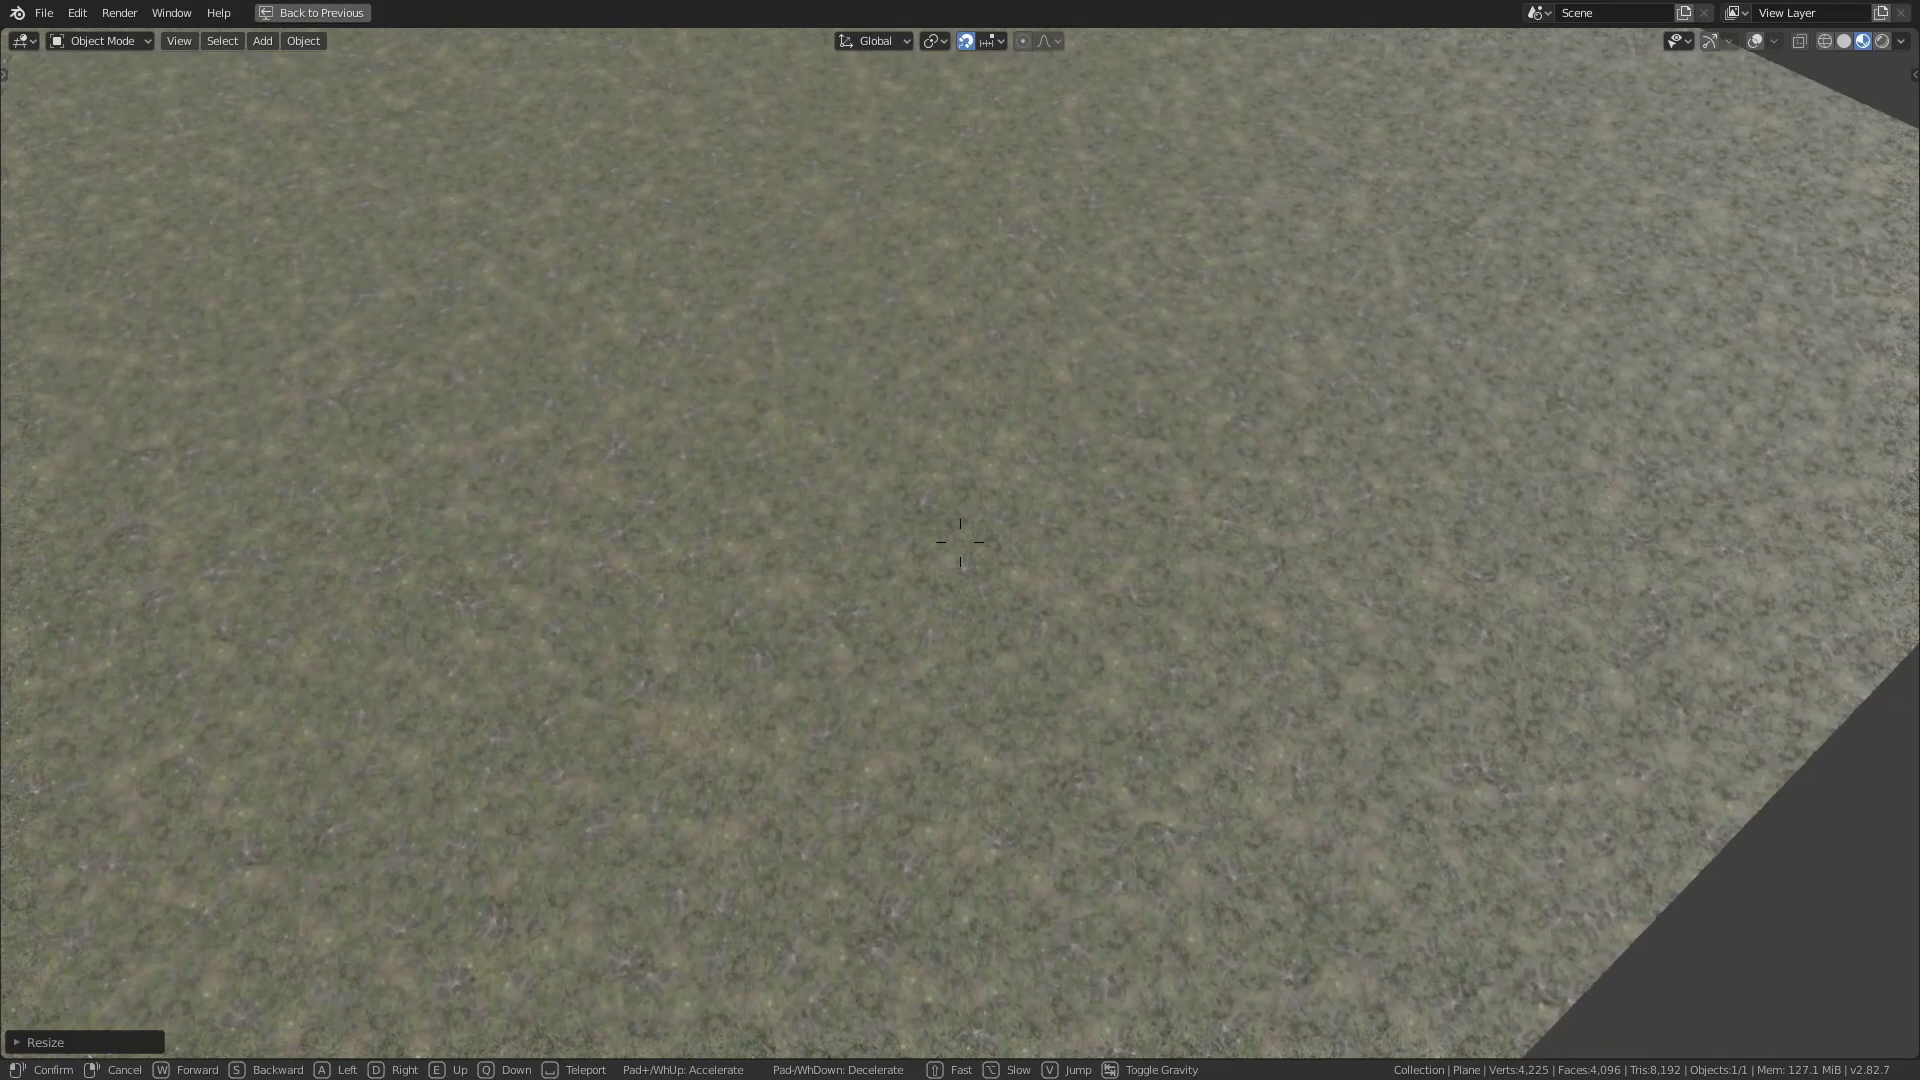 File Edit Render Window Help Back to Previous Scene View Layer
Object Mode View Select Add Object Global
Resize
Confirm Cancel W Forward S Backward A Left D Right E Up Q Down Teleport Pad+/WhUp: Accelerate Pad-/WhDown: Decelerate Fast Slow V Jump Toggle Gravity Collection | Plane | Verts:4,225 | Faces:4,096 | Tris:8,192 | Objects:1/1 | Mem: 127.1 MiB | v2.82.7